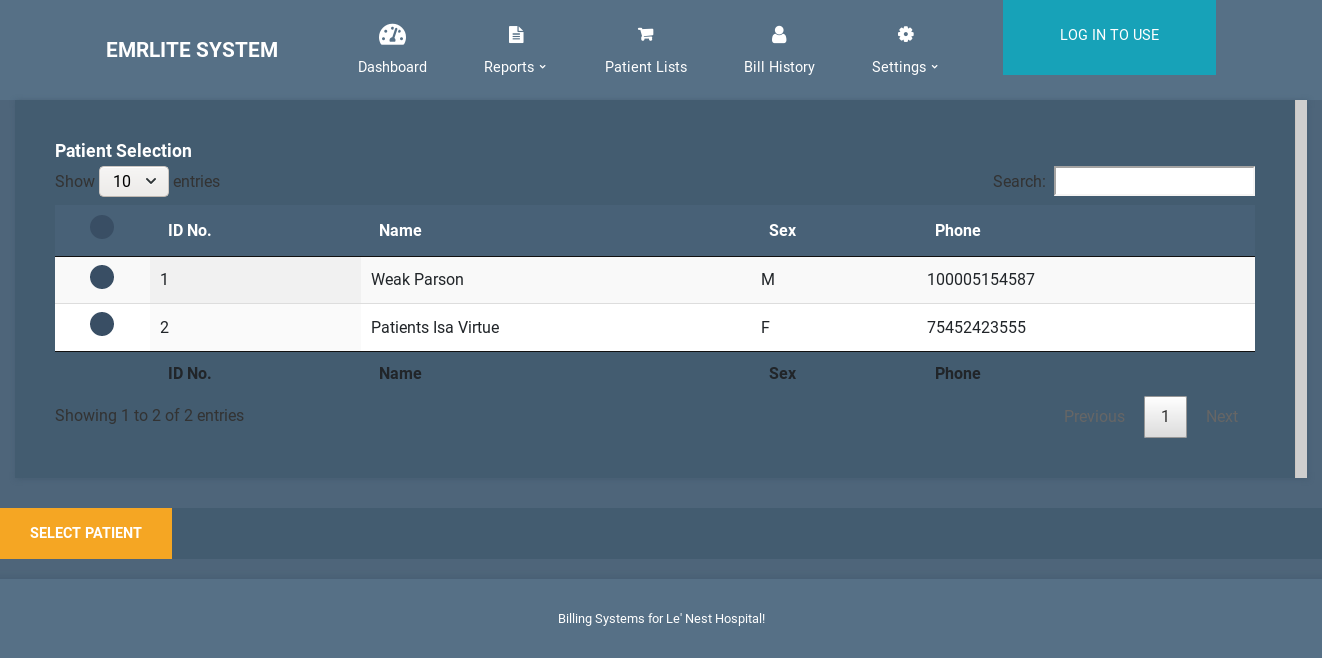 EMRLITE SYSTEM
Dashboard
Reports
Patient Lists
Bill History
Settings
LOG IN TO USE
Patient Selection
Show 10 entries
Search:
ID No. Name Sex Phone
1 Weak Parson M 100005154587
2 Patients Isa Virtue F 75452423555
ID No. Name Sex Phone
Showing 1 to 2 of 2 entries
Previous 1 Next
SELECT PATIENT
Billing Systems for Le' Nest Hospital!